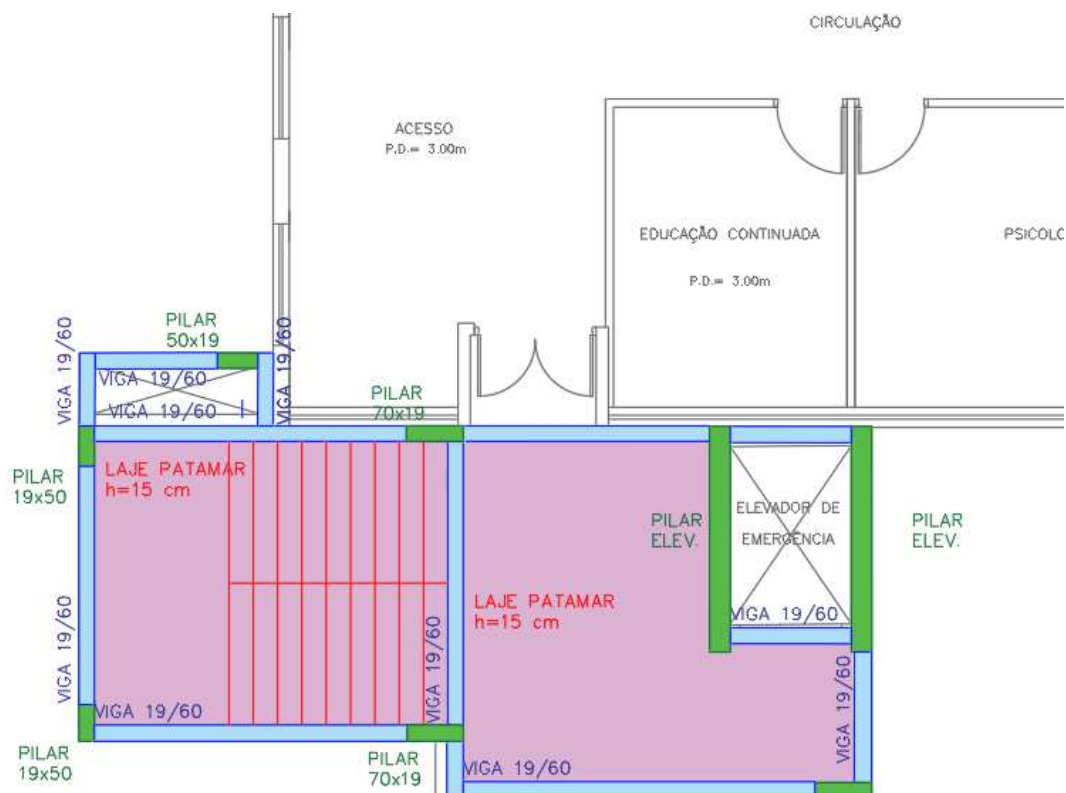 CIRCULAÇÃO
ACESSO
P.D.= 3.00m
EDUCAÇÃO CONTINUADA
P.D.= 3.00m
PSICOLO
PILAR
50x19
VIGA 19/60
VIGA 19/60
VIGA 19/60
VIGA 19/60
PILAR
70x19
PILAR
19x50
LAJE PATAMAR
h=15 cm
PILAR
ELEV.
ELEVADOR DE
EMERGÊNCIA
PILAR
ELEV.
LAJE PATAMAR
h=15 cm
VIGA 19/60
VIGA 19/60
VIGA 19/60
VIGA 19/60
VIGA 19/60
PILAR
19x50
PILAR
70x19
VIGA 19/60